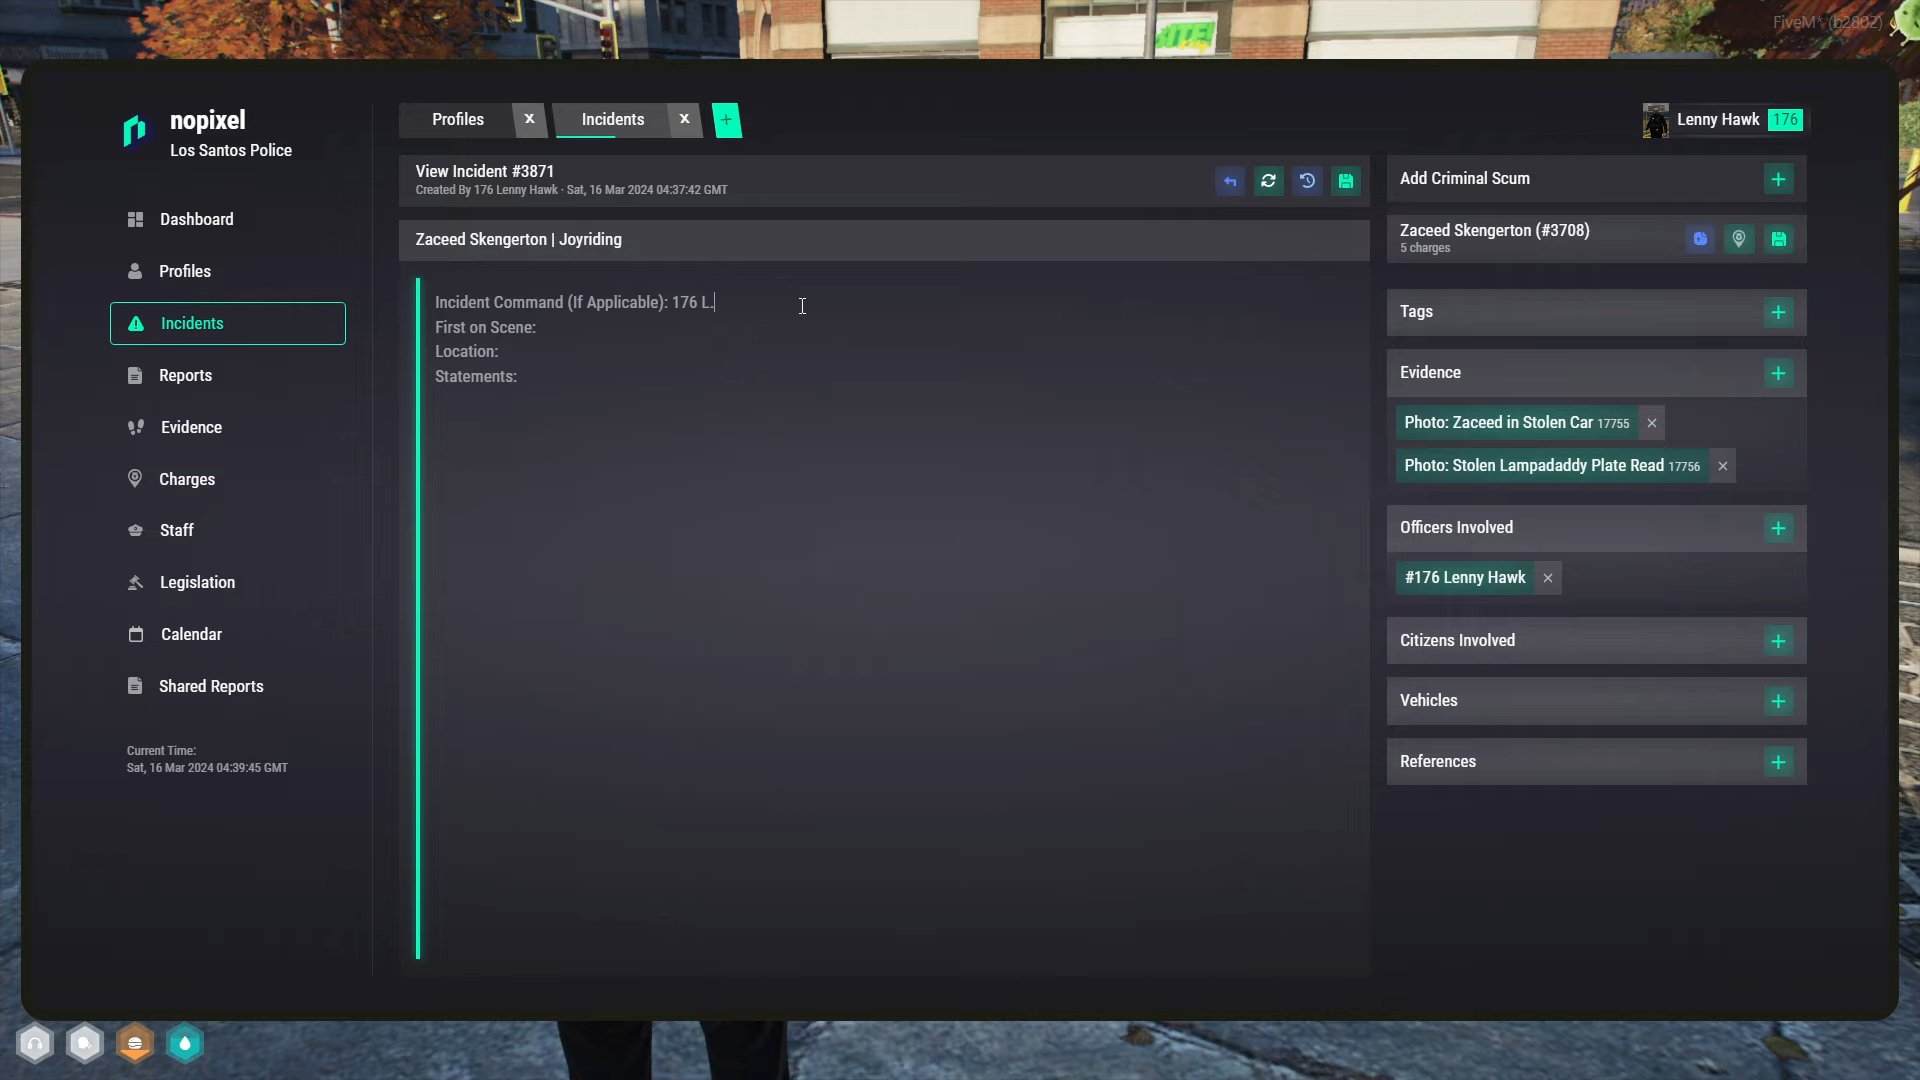 FiveM* (b2802)
nopixel
Los Santos Police
Dashboard
Profiles
Incidents
Reports
Evidence
Charges
Staff
Legislation
Calendar
Shared Reports
Current Time:
Sat, 16 Mar 2024 04:39:45 GMT
Profiles x Incidents x +
Lenny Hawk 176
View Incident #3871
Created By 176 Lenny Hawk · Sat, 16 Mar 2024 04:37:42 GMT
Zaceed Skengerton | Joyriding
Incident Command (If Applicable): 176 L.
First on Scene:
Location:
Statements:
Add Criminal Scum
Zaceed Skengerton (#3708)
5 charges
Tags
Evidence
Photo: Zaceed in Stolen Car 17755
Photo: Stolen Lampadaddy Plate Read 17756
Officers Involved
#176 Lenny Hawk
Citizens Involved
Vehicles
References